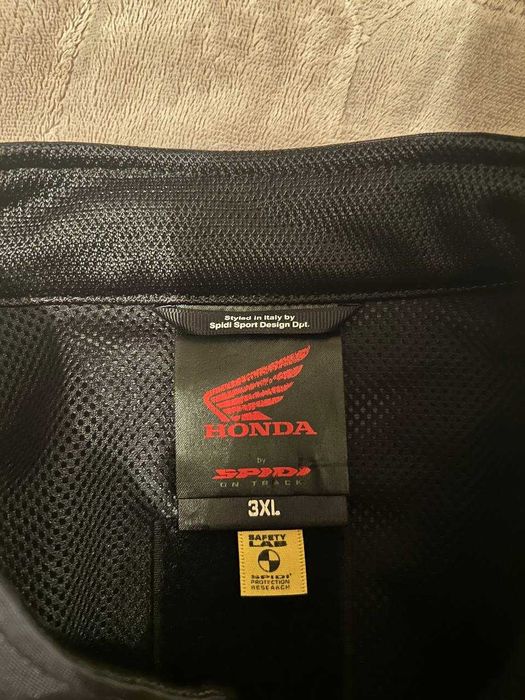 Styled in Italy by
Spidi Sport Design Dpt.
HONDA
by
SPIDI
ON TRACK
3XL
SAFETY
LAB
SPIDI
PROTECTION
RESEARCH